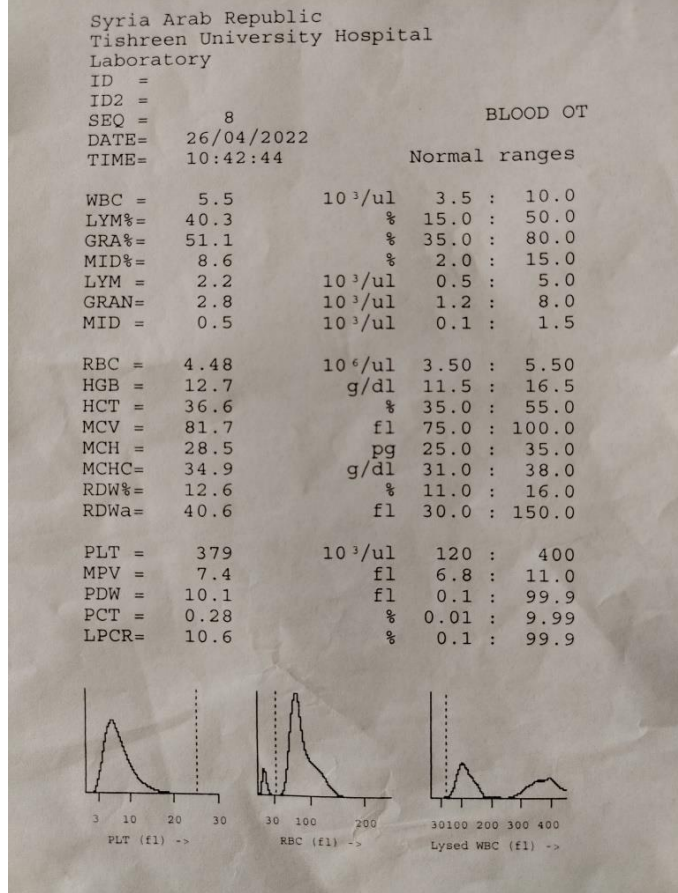 Syria Arab Republic
Tishreen University Hospital
Laboratory
ID =
ID2 =
SEQ = 8 BLOOD OT
DATE= 26/04/2022
TIME= 10:42:44 Normal ranges
WBC = 5.5 10³/ul 3.5 : 10.0
LYM%= 40.3 % 15.0 : 50.0
GRA%= 51.1 % 35.0 : 80.0
MID%= 8.6 % 2.0 : 15.0
LYM = 2.2 10³/ul 0.5 : 5.0
GRAN= 2.8 10³/ul 1.2 : 8.0
MID = 0.5 10³/ul 0.1 : 1.5
RBC = 4.48 10⁶/ul 3.50 : 5.50
HGB = 12.7 g/dl 11.5 : 16.5
HCT = 36.6 % 35.0 : 55.0
MCV = 81.7 fl 75.0 : 100.0
MCH = 28.5 pg 25.0 : 35.0
MCHC= 34.9 g/dl 31.0 : 38.0
RDW%= 12.6 % 11.0 : 16.0
RDWa= 40.6 fl 30.0 : 150.0
PLT = 379 10³/ul 120 : 400
MPV = 7.4 fl 6.8 : 11.0
PDW = 10.1 fl 0.1 : 99.9
PCT = 0.28 % 0.01 : 9.99
LPCR= 10.6 % 0.1 : 99.9
3 10 20 30 30 100 200 30100 200 300 400
PLT (fl) -> RBC (fl) -> Lysed WBC (fl) ->